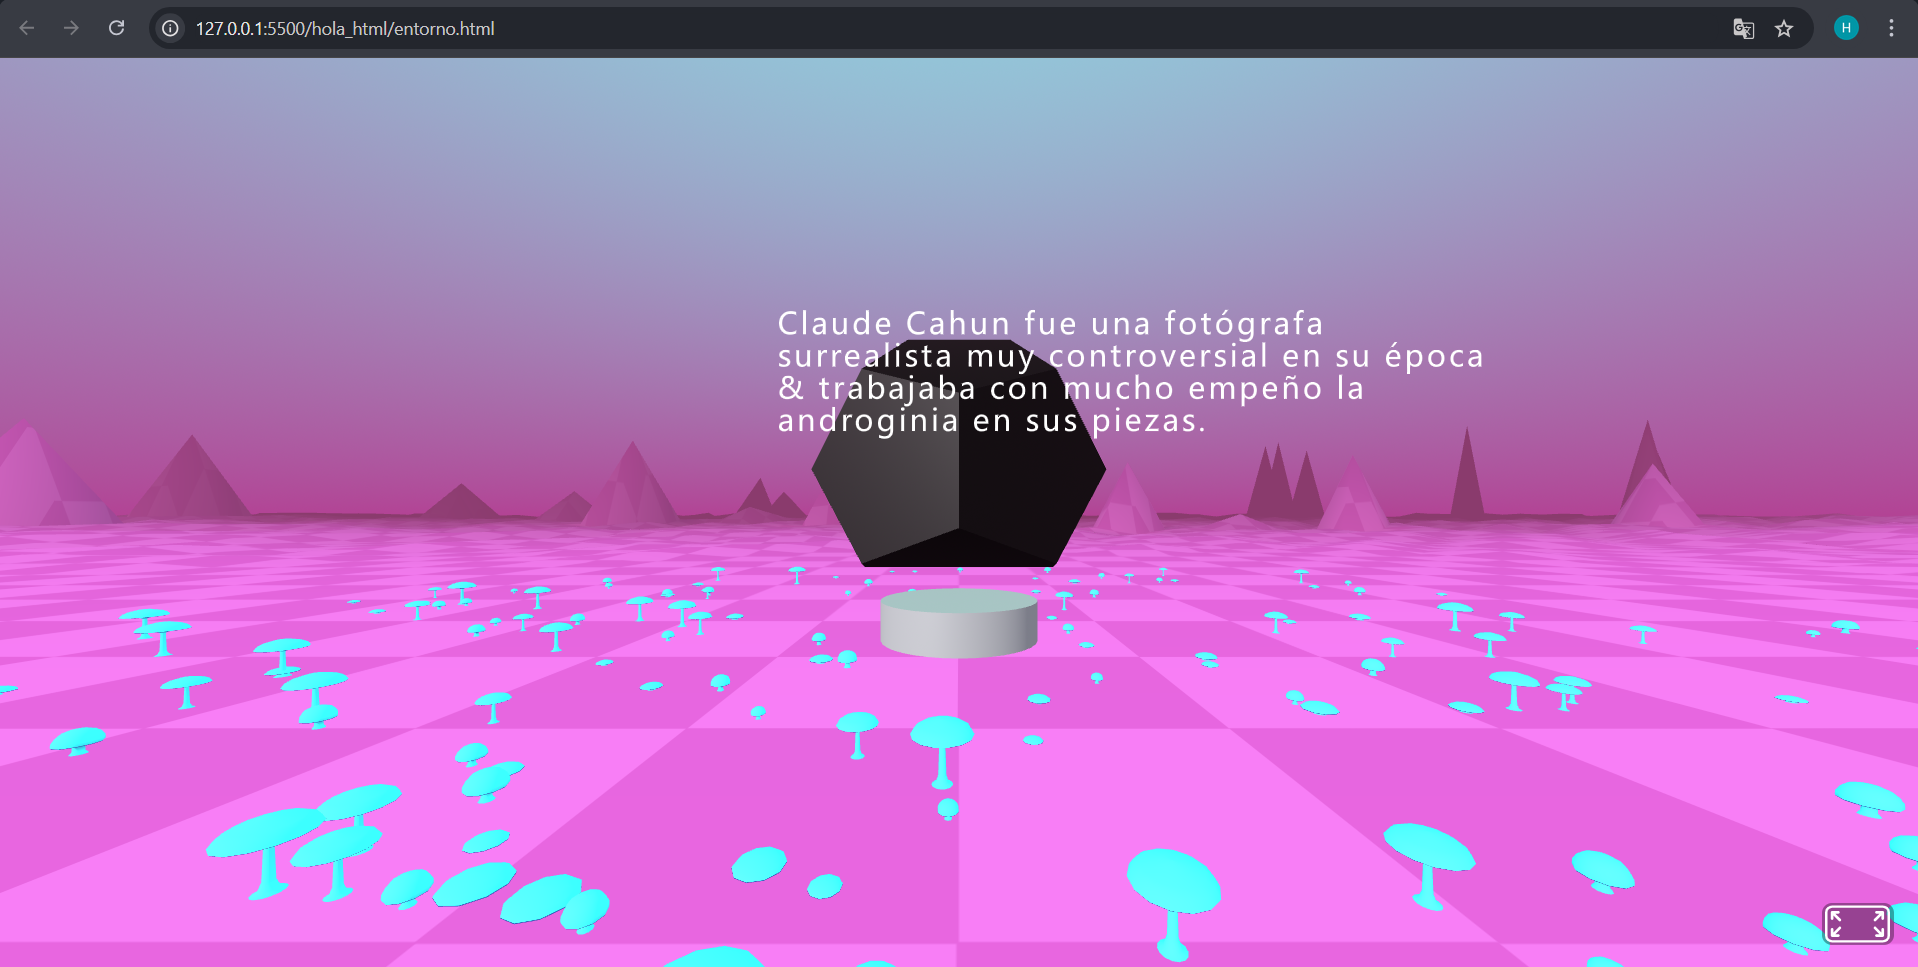 127.0.0.1:5500/hola_html/entorno.html
H
Claude Cahun fue una fotógrafa
surrealista muy controversial en su época
& trabajaba con mucho empeño la
androginia en sus piezas.